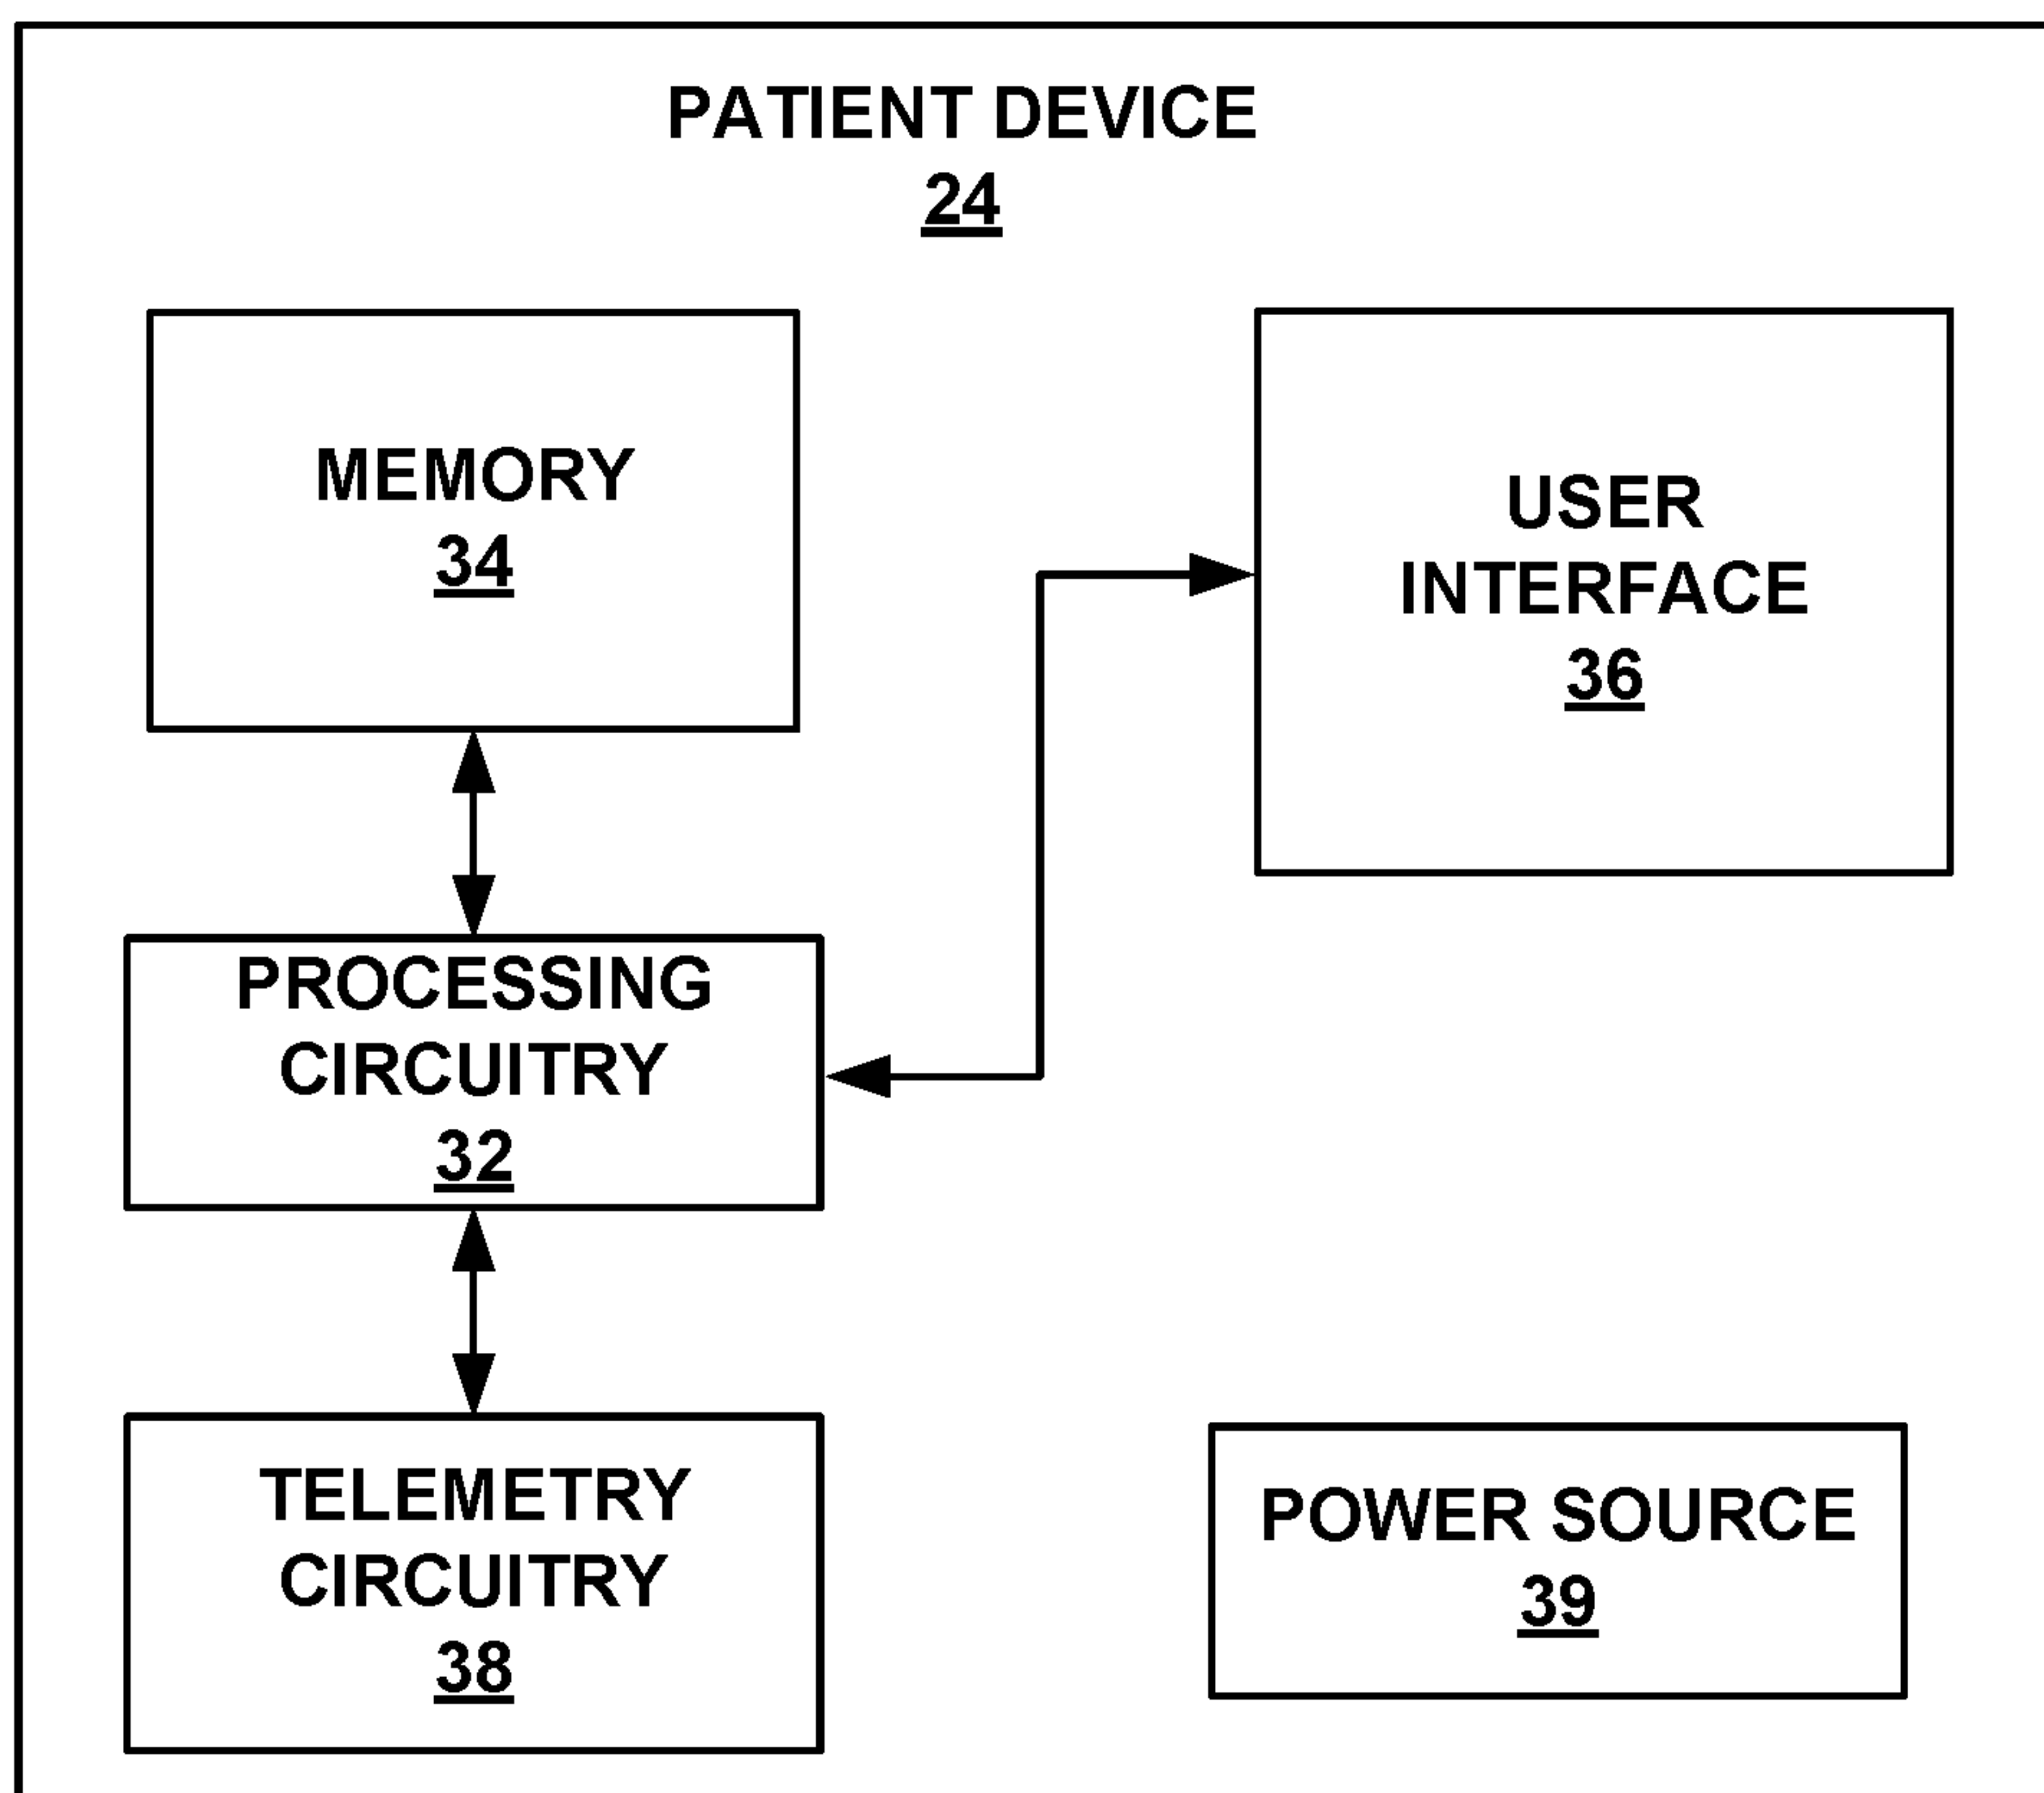 PATIENT DEVICE
24
MEMORY
34
USER
INTERFACE
36
PROCESSING
CIRCUITRY
32
TELEMETRY
CIRCUITRY
38
POWER SOURCE
39